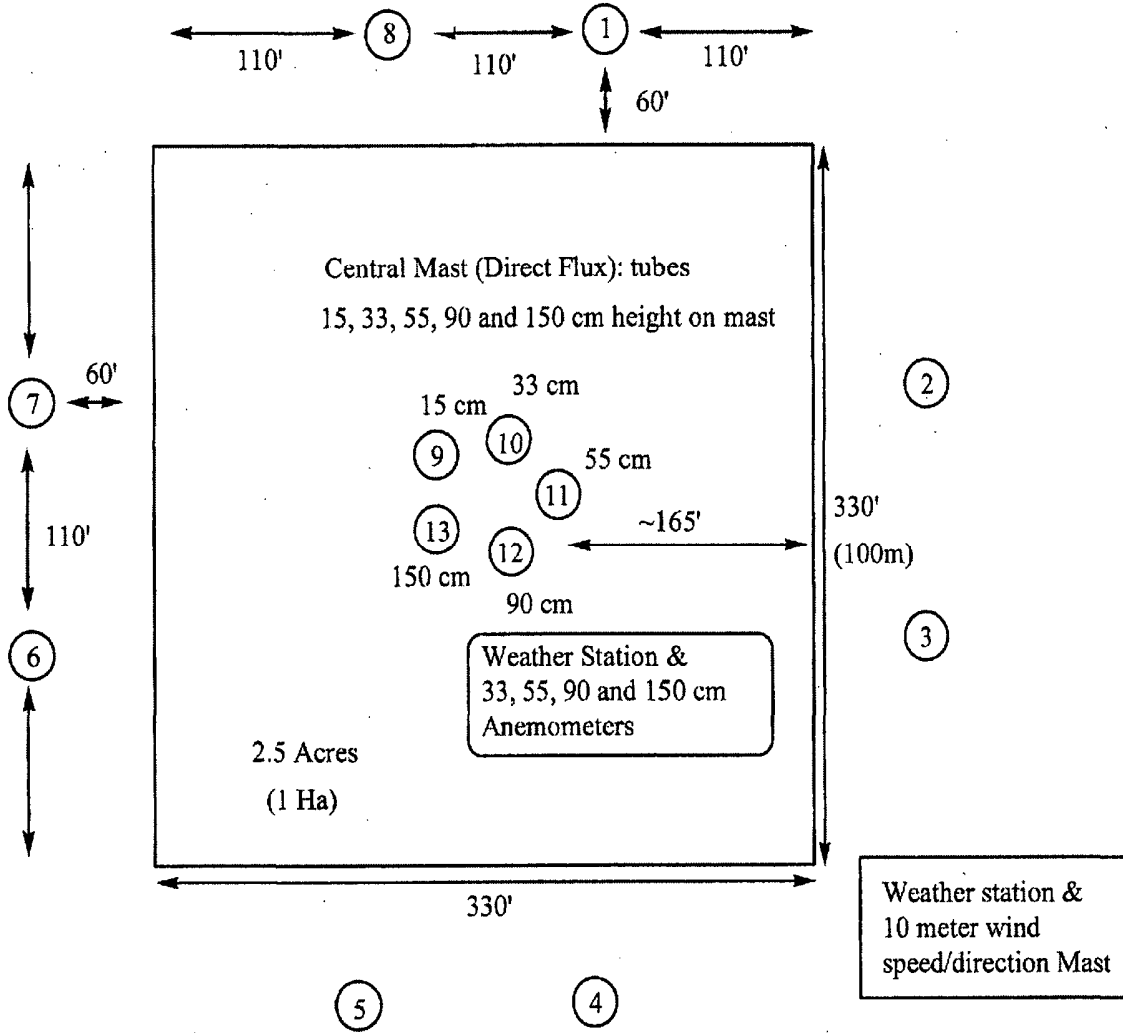 8
1
110'
110'
110'
60'
Central Mast (Direct Flux): tubes
15, 33, 55, 90 and 150 cm height on mast
7
60'
2
33 cm
15 cm
10
9
55 cm
11
330'
(100m)
~165'
13
12
150 cm
90 cm
110'
6
3
Weather Station &
33, 55, 90 and 150 cm
Anemometers
2.5 Acres
(1 Ha)
330'
Weather station &
10 meter wind
speed/direction Mast
5
4